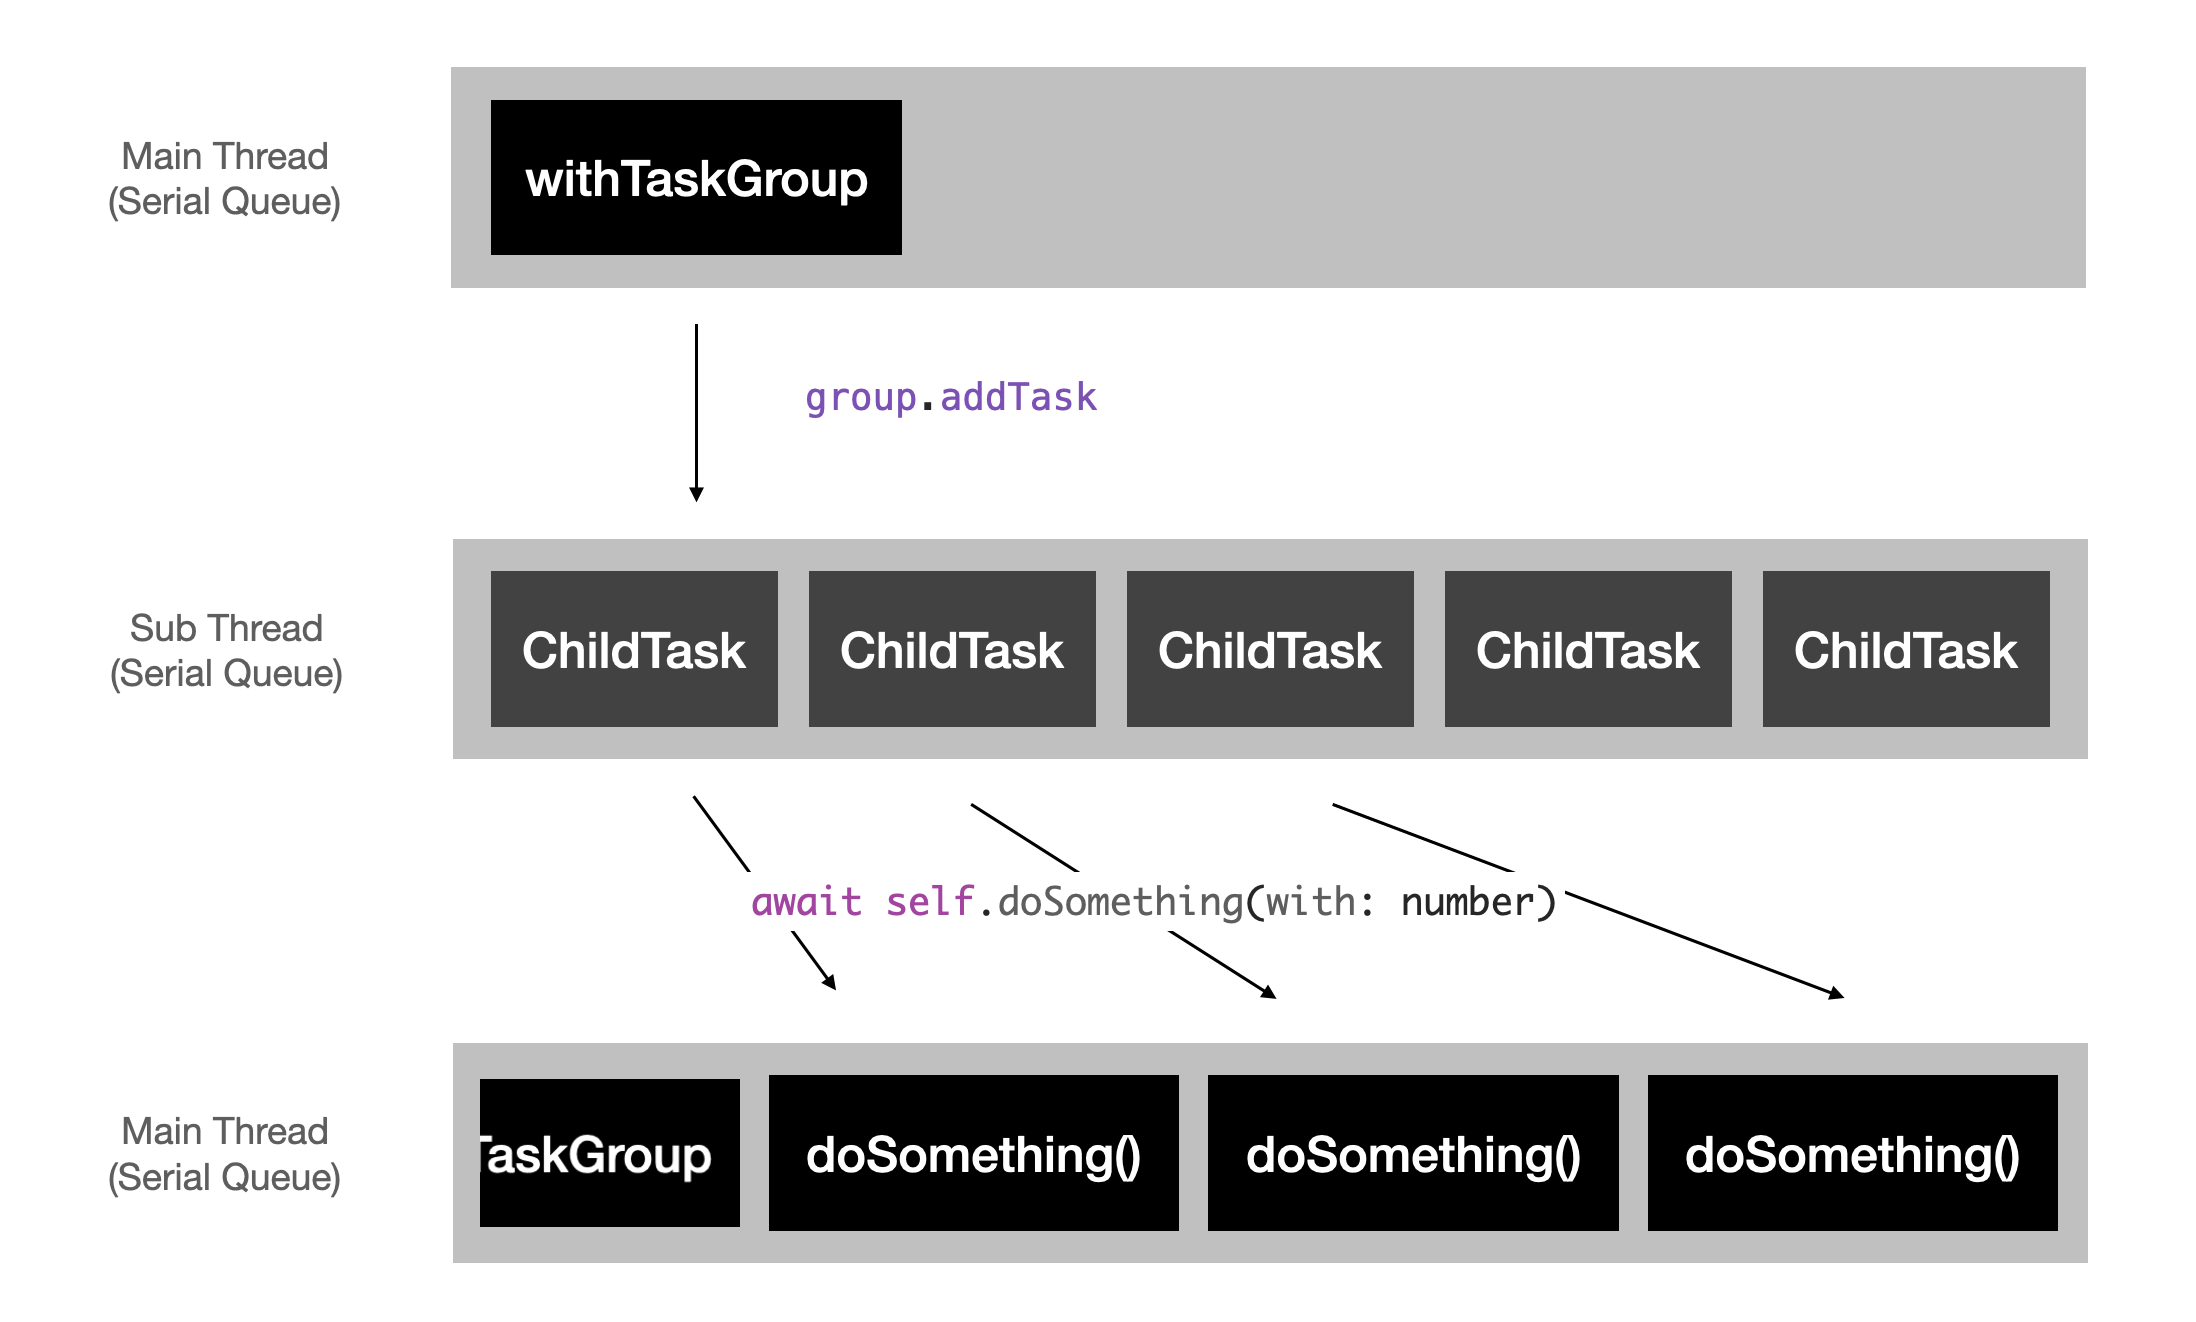 Main Thread
(Serial Queue)
withTaskGroup
group.addTask
Sub Thread
(Serial Queue)
ChildTask ChildTask ChildTask ChildTask ChildTask
await self.doSomething(with: number)
Main Thread
(Serial Queue)
TaskGroup doSomething() doSomething() doSomething()